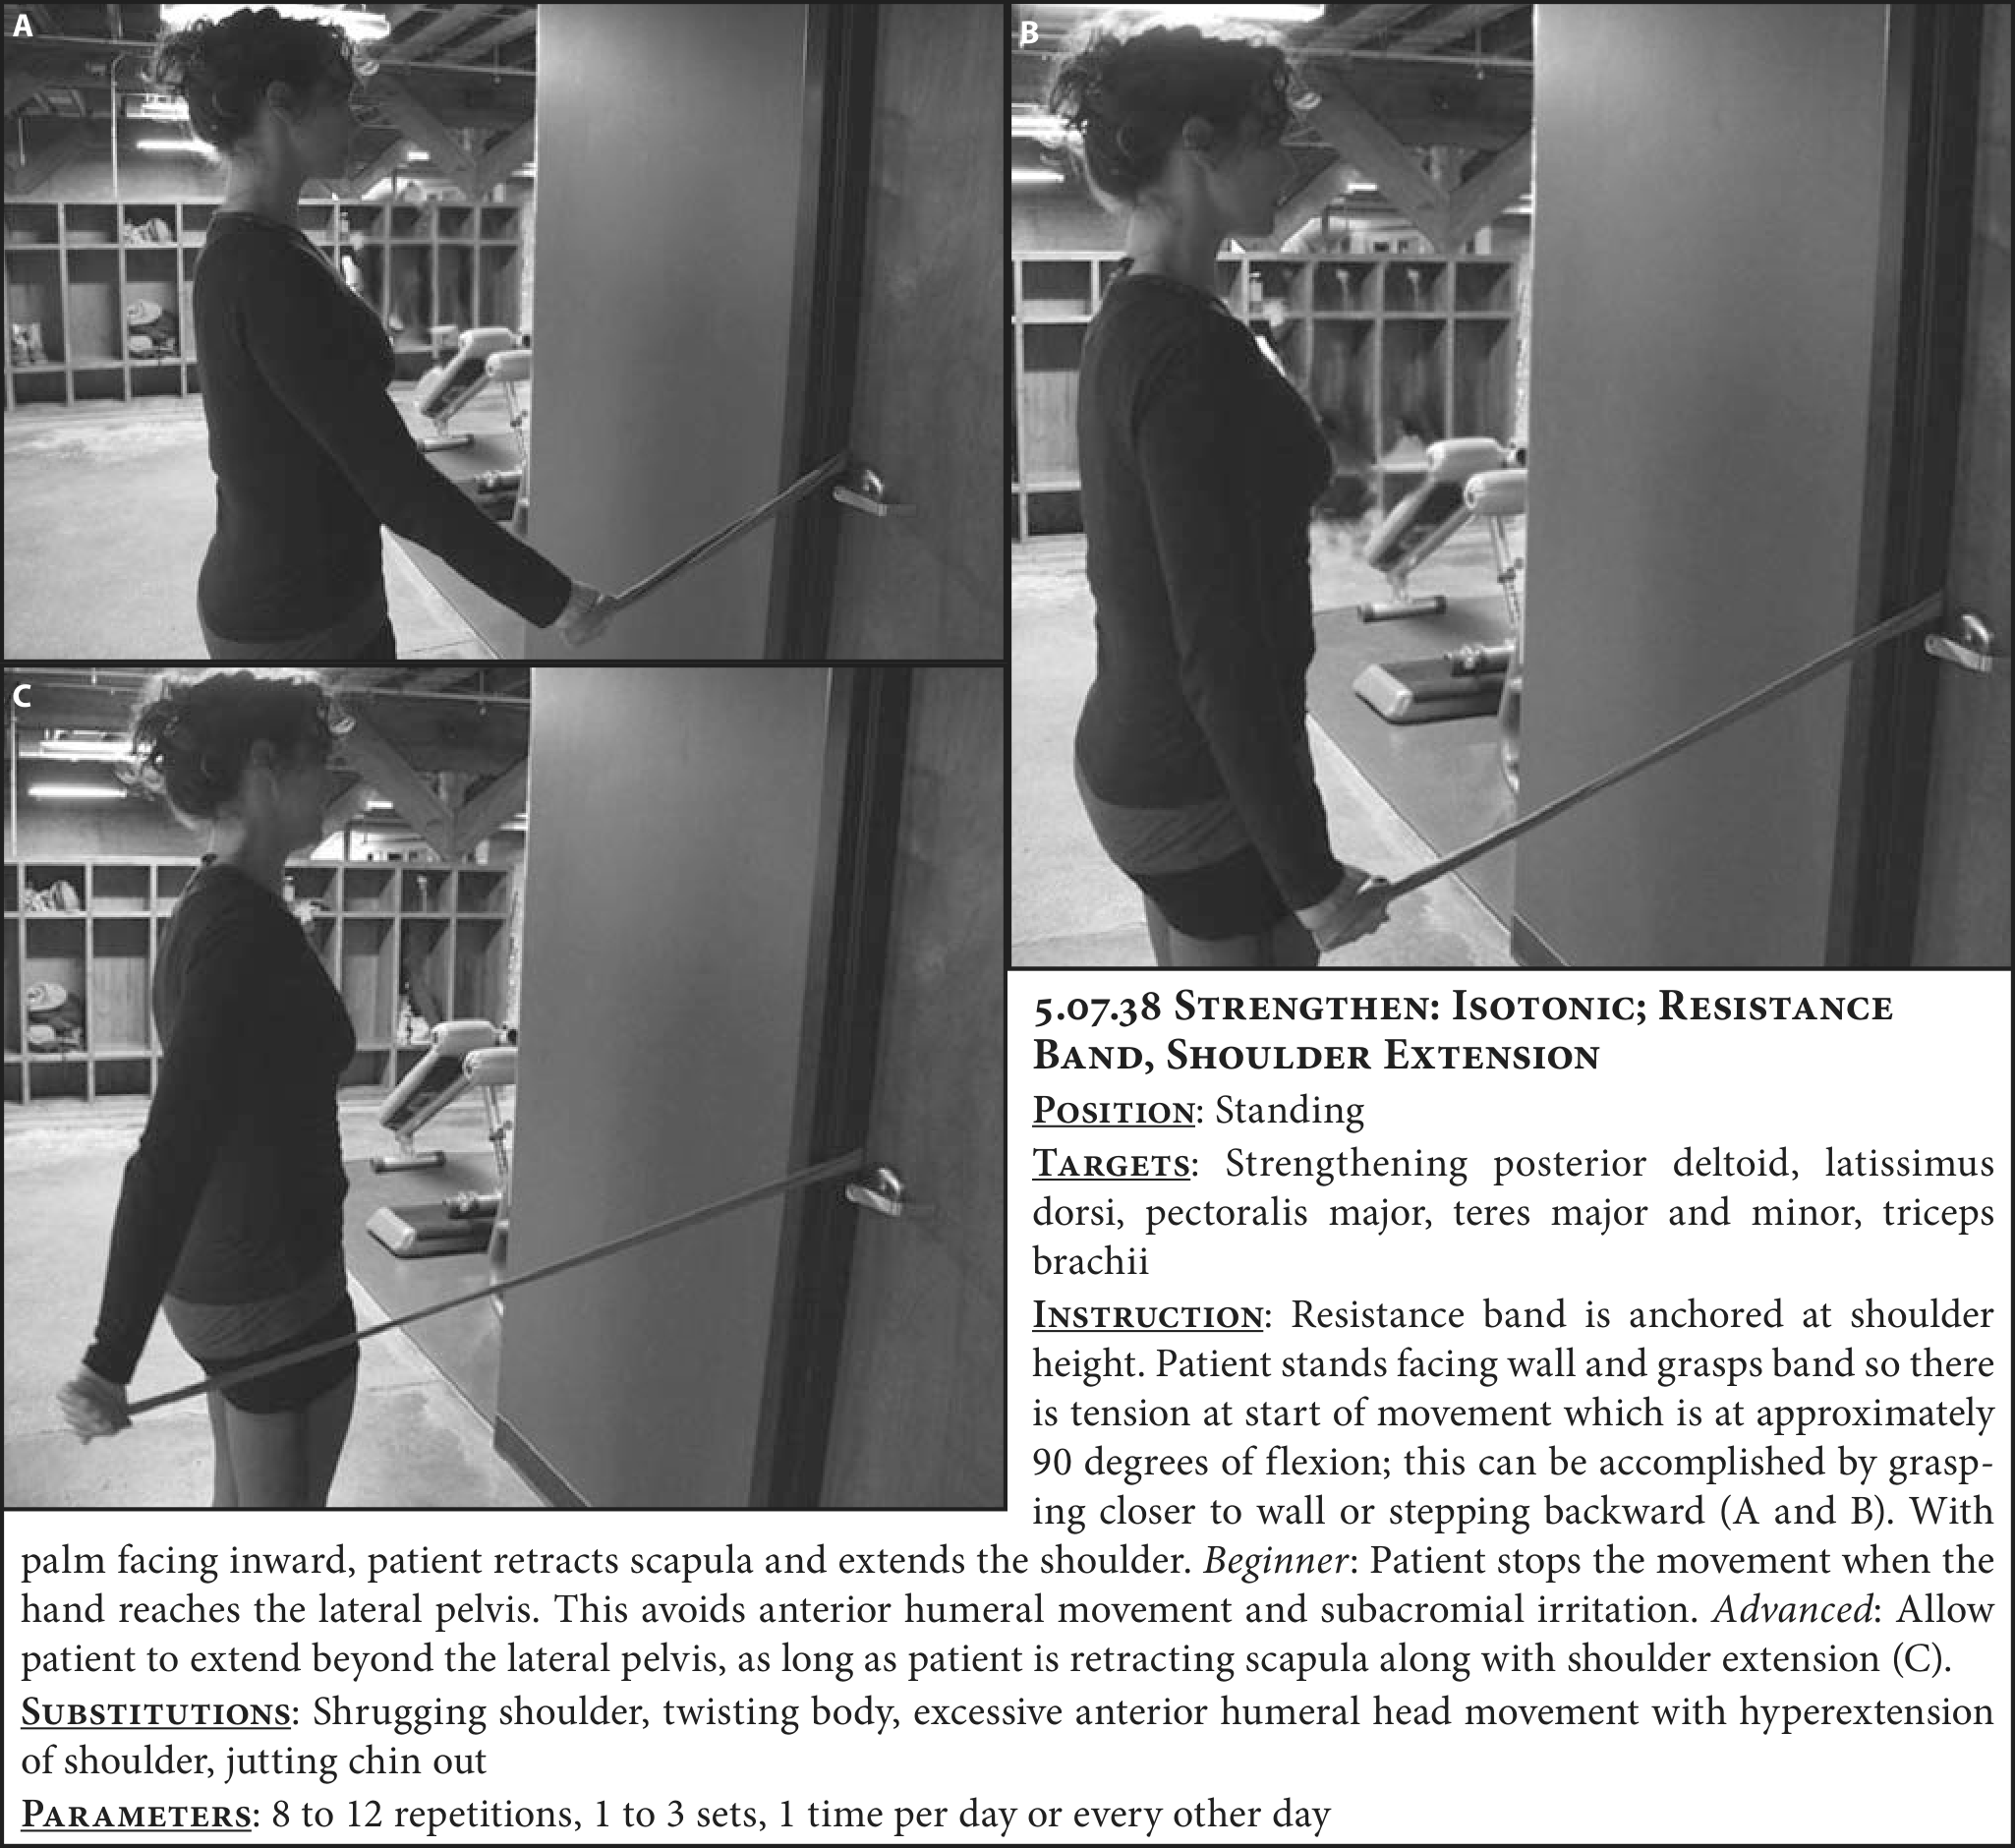 A
B
C
5.07.38 Strengthen: Isotonic; Resistance
Band, Shoulder Extension
Position: Standing
Targets: Strengthening posterior deltoid, latissimus
dorsi, pectoralis major, teres major and minor, triceps
brachii
Instruction: Resistance band is anchored at shoulder
height. Patient stands facing wall and grasps band so there
is tension at start of movement which is at approximately
90 degrees of flexion; this can be accomplished by grasp-
ing closer to wall or stepping backward (A and B). With
palm facing inward, patient retracts scapula and extends the shoulder. Beginner: Patient stops the movement when the
hand reaches the lateral pelvis. This avoids anterior humeral movement and subacromial irritation. Advanced: Allow
patient to extend beyond the lateral pelvis, as long as patient is retracting scapula along with shoulder extension (C).
Substitutions: Shrugging shoulder, twisting body, excessive anterior humeral head movement with hyperextension
of shoulder, jutting chin out
Parameters: 8 to 12 repetitions, 1 to 3 sets, 1 time per day or every other day